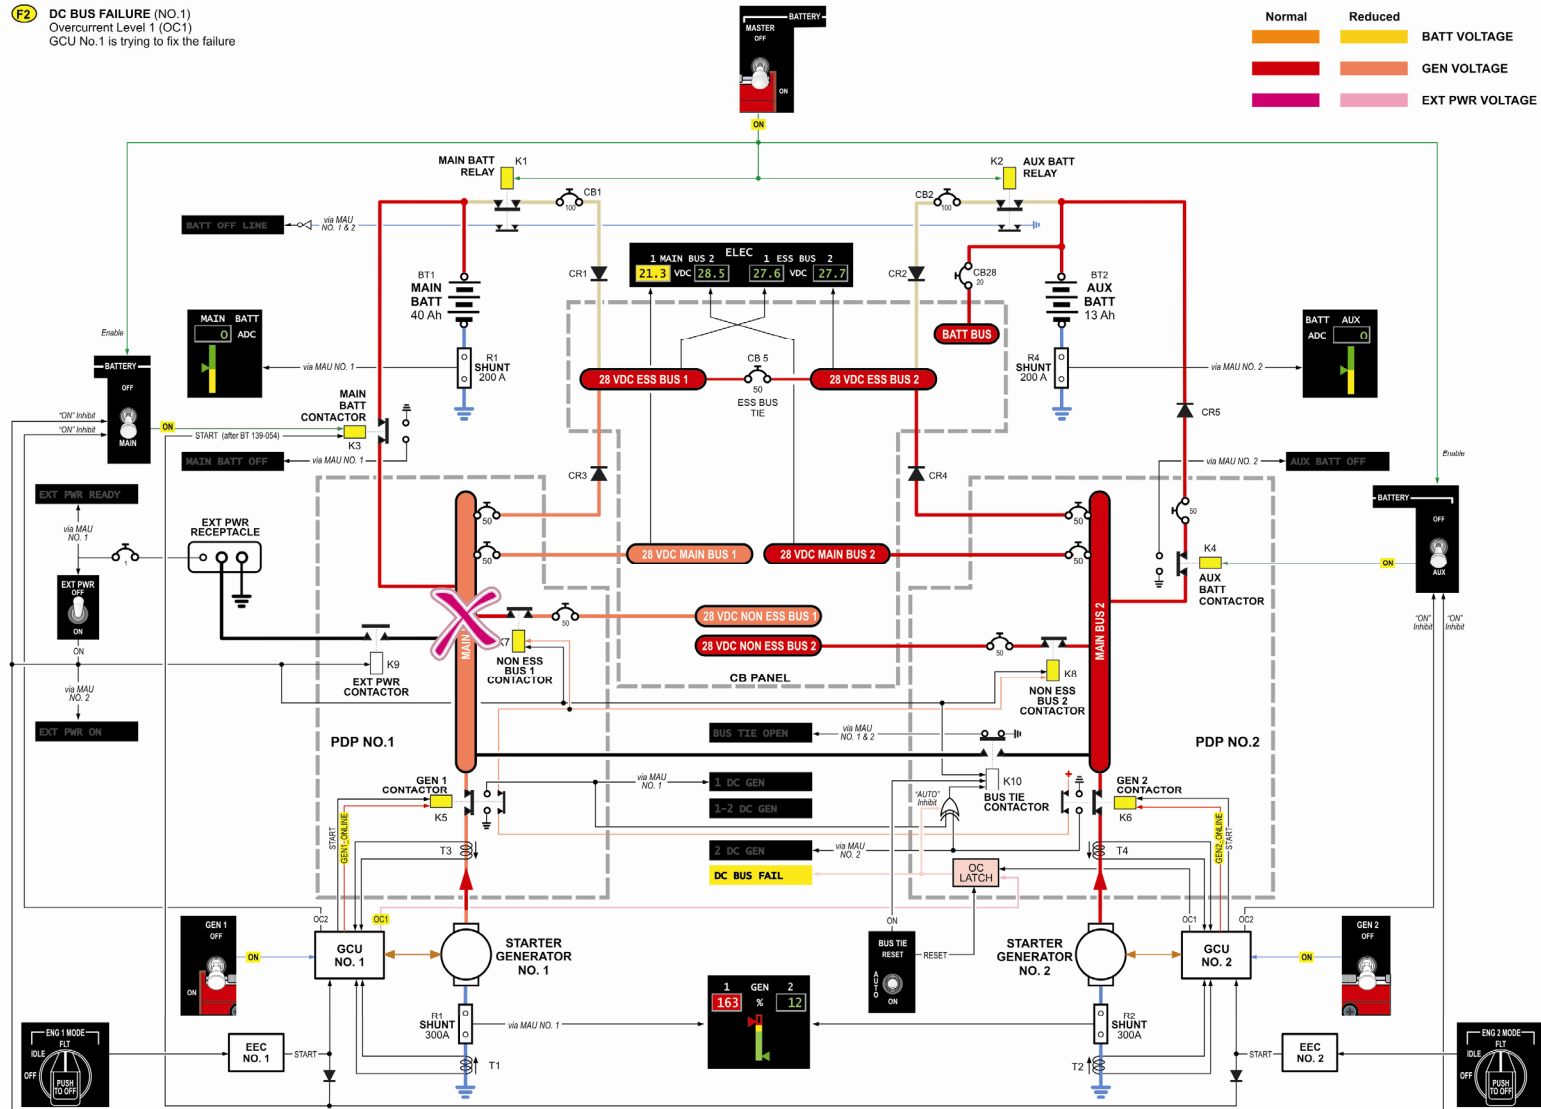 F2 DC BUS FAILURE (NO.1)
Overcurrent Level 1 (OC1)
GCU No.1 is trying to fix the failure
BATTERY
MASTER
OFF
ON
ON
Normal Reduced
BATT VOLTAGE
GEN VOLTAGE
EXT PWR VOLTAGE
MAIN BATT
RELAY
K1
CB1
100
K2
AUX BATT
RELAY
CB2
100
BATT OFF LINE
via MAU
NO. 1 & 2
ELEC
1 MAIN BUS 2 1 ESS BUS 2
21.3 VDC 28.5 27.6 VDC 27.7
CR1
CR2
CB28
20
BT1
MAIN
BATT
40 Ah
BT2
AUX
BATT
13 Ah
BATT BUS
MAIN BATT
0 ADC
via MAU NO. 1
R1
SHUNT
200 A
R4
SHUNT
200 A
via MAU NO. 2
BATT AUX
ADC 0
Enable
28 VDC ESS BUS 1
CB 5
50
ESS BUS
TIE
28 VDC ESS BUS 2
BATTERY
OFF
MAIN
"ON" Inhibit
"ON" Inhibit
ON
START (after BT 139-054)
MAIN
BATT
CONTACTOR
K3
MAIN BATT OFF
via MAU NO. 1
CR5
via MAU NO. 2
AUX BATT OFF
Enable
CR3
CR4
EXT PWR READY
via MAU
NO. 1
EXT PWR
RECEPTACLE
1
50
50
50
50
50
28 VDC MAIN BUS 1
28 VDC MAIN BUS 2
BATTERY
OFF
AUX
ON
K4
AUX
BATT
CONTACTOR
"ON"
Inhibit
"ON"
Inhibit
EXT PWR
OFF
ON
ON
via MAU
NO. 2
EXT PWR ON
MAIN
K7
NON ESS
BUS 1
CONTACTOR
50
28 VDC NON ESS BUS 1
28 VDC NON ESS BUS 2
50
MAIN BUS 2
K8
NON ESS
BUS 2
CONTACTOR
K9
EXT PWR
CONTACTOR
CB PANEL
PDP NO.1
PDP NO.2
BUS TIE OPEN
via MAU
NO. 1 & 2
GEN 1
CONTACTOR
K5
via MAU
NO. 1
1 DC GEN
1-2 DC GEN
2 DC GEN
DC BUS FAIL
via MAU
NO. 2
"AUTO"
Inhibit
K10
BUS TIE
CONTACTOR
+
GEN 2
CONTACTOR
K6
START
GEN1_ONLINE
T3
T4
GEN2_ONLINE
START
OC
LATCH
OC2
OC1
OC1
OC2
GEN 1
OFF
ON
ON
GCU
NO. 1
STARTER
GENERATOR
NO. 1
ON
BUS TIE
RESET
AUTO
ON
RESET
STARTER
GENERATOR
NO. 2
GCU
NO. 2
ON
GEN 2
OFF
R1
SHUNT
300A
via MAU NO. 1
1 GEN 2
163 % 12
R2
SHUNT
300A
T1
T2
ENG 1 MODE
FLT
IDLE
OFF
PUSH
TO OFF
EEC
NO. 1
START
START
EEC
NO. 2
ENG 2 MODE
FLT
IDLE
OFF
PUSH
TO OFF